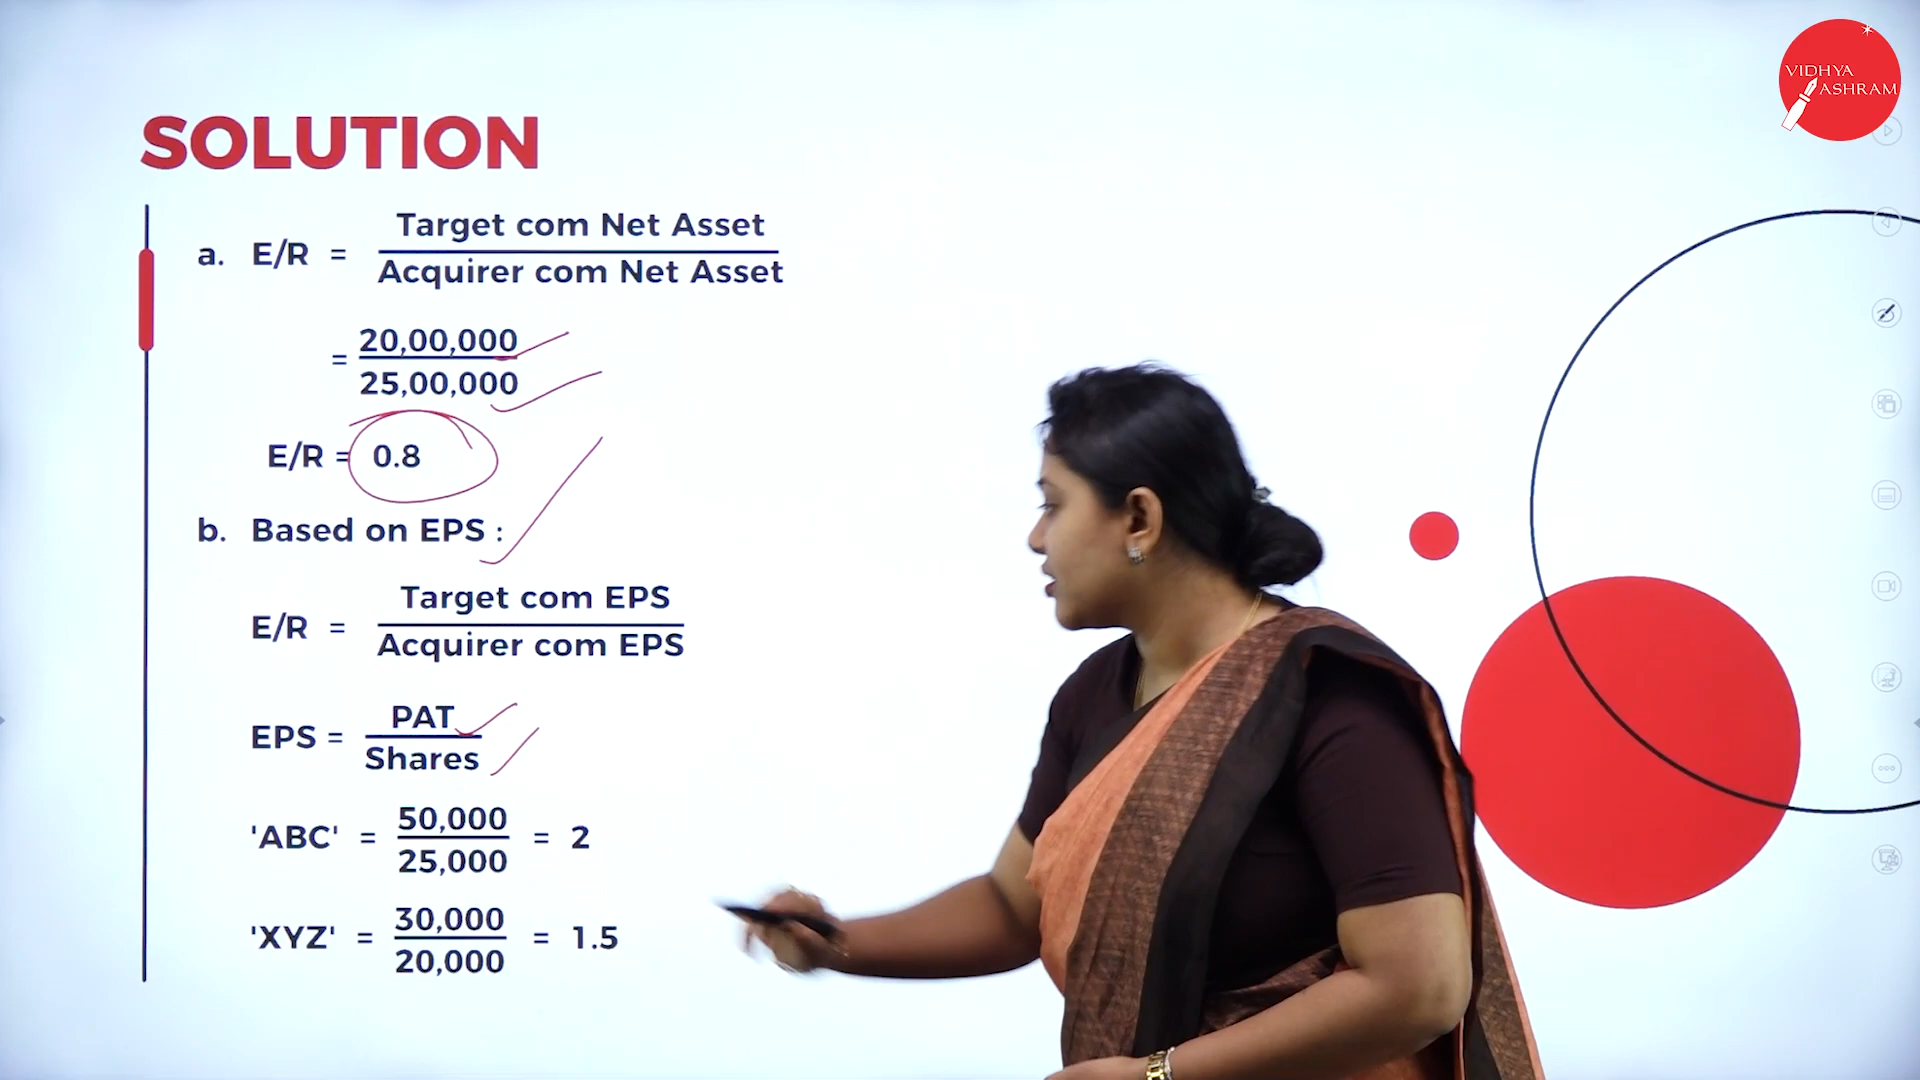 VIDHYA
ASHRAM
SOLUTION
a. E/R = Target com Net Asset
Acquirer com Net Asset
= 20,00,000
25,00,000
E/R = 0.8
b. Based on EPS :
E/R = Target com EPS
Acquirer com EPS
EPS = PAT
Shares
'ABC' = 50,000
25,000
= 2
'XYZ' = 30,000
20,000
= 1.5